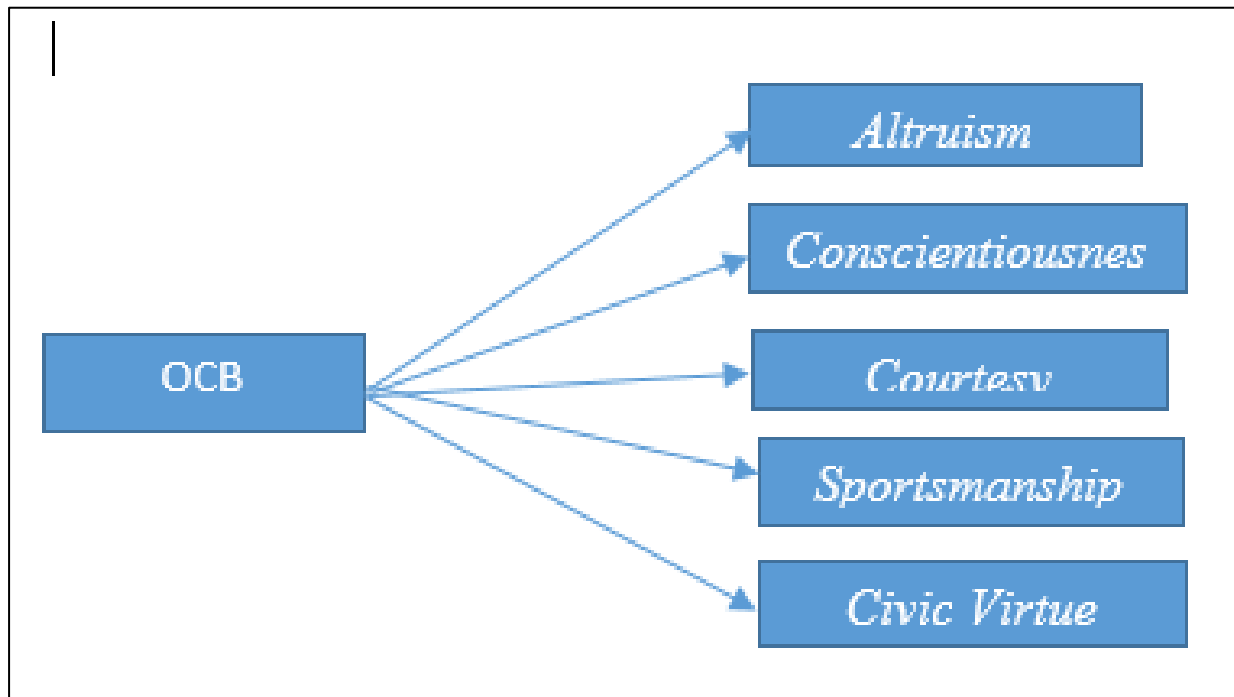 Altruism
Conscientiousnes
OCB
Courtesy
Sportsmanship
Civic Virtue